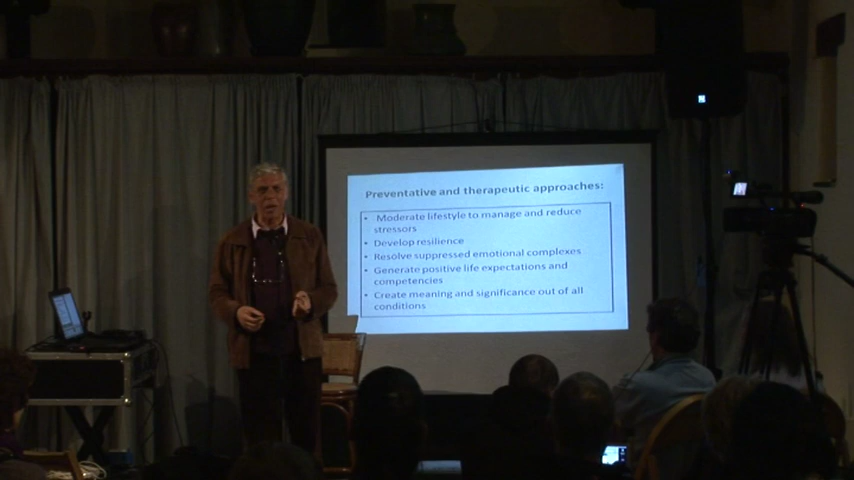 Preventative and therapeutic approaches:
• Moderate lifestyle to manage and reduce
stressors
• Develop resilience
• Resolve suppressed emotional complexes
• Generate positive life expectations and
competencies
• Create meaning and significance out of all
conditions